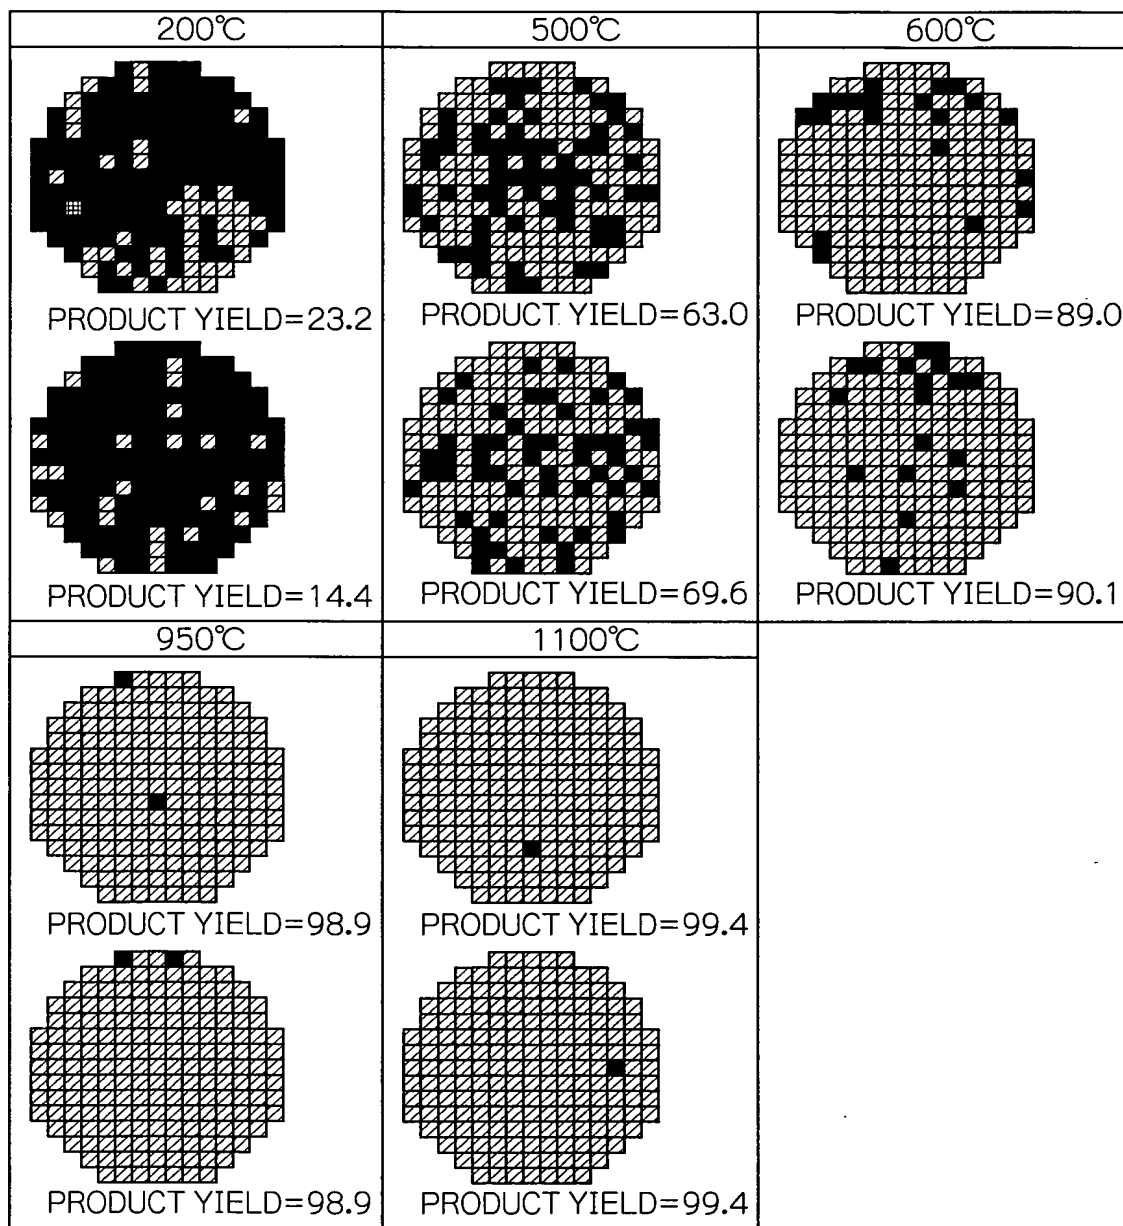 200℃
500℃
600℃
PRODUCT YIELD=23.2
PRODUCT YIELD=63.0
PRODUCT YIELD=89.0
PRODUCT YIELD=14.4
PRODUCT YIELD=69.6
PRODUCT YIELD=90.1
950℃
1100℃
PRODUCT YIELD=98.9
PRODUCT YIELD=99.4
PRODUCT YIELD=98.9
PRODUCT YIELD=99.4